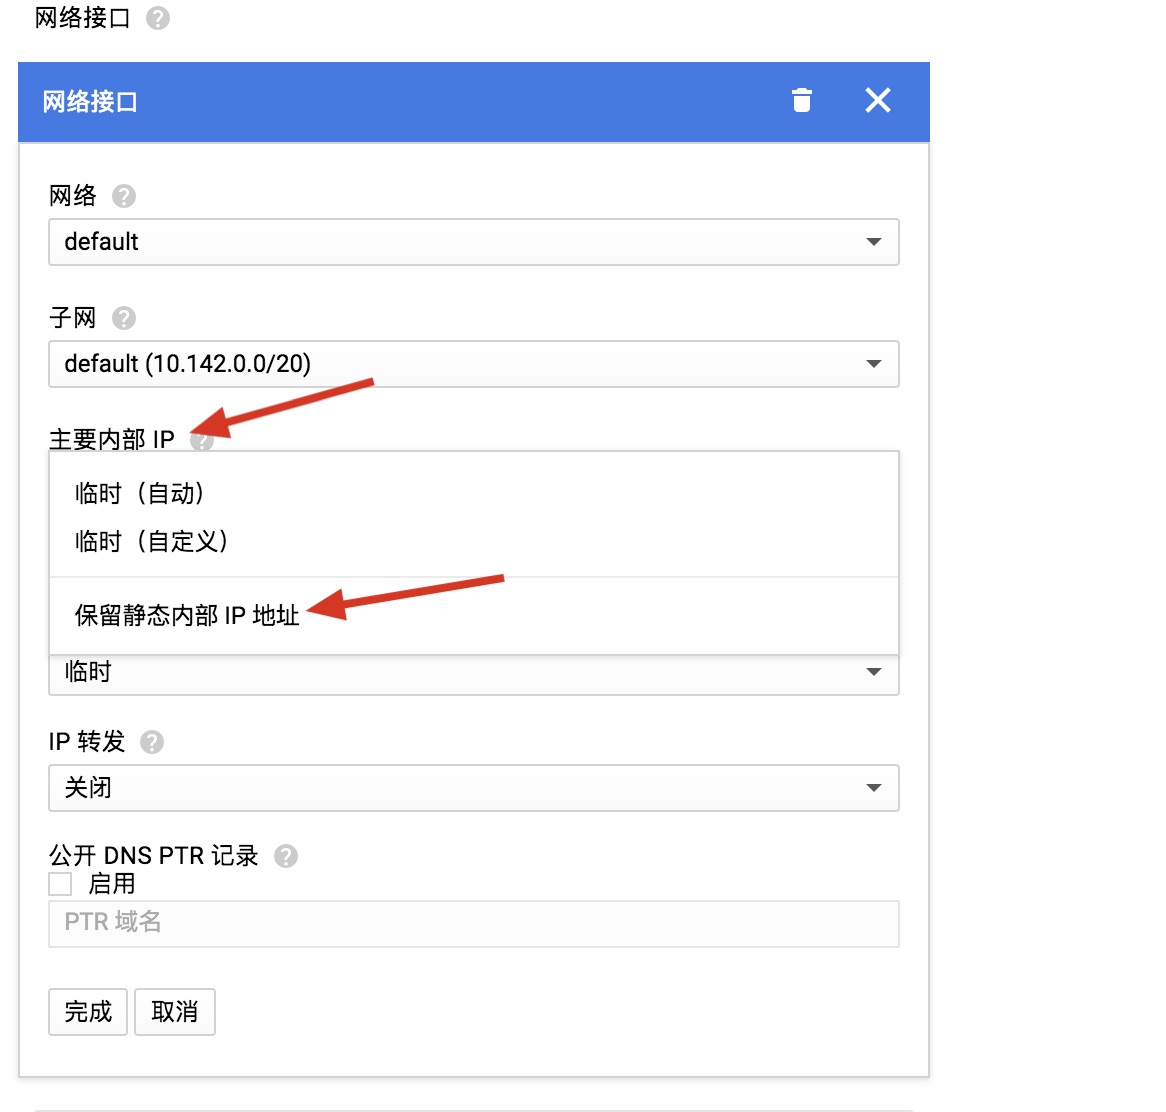 网络接口
网络接口
网络
default
子网
default (10.142.0.0/20)
主要内部 IP
临时（自动）
临时（自定义）
保留静态内部 IP 地址
临时
IP 转发
关闭
公开 DNS PTR 记录
启用
PTR 域名
完成 取消